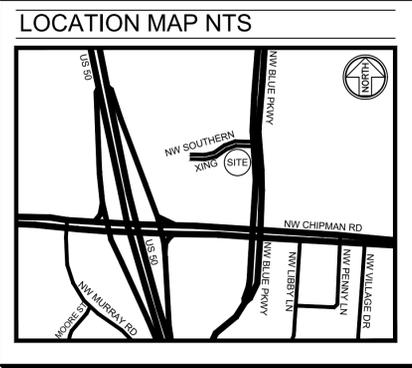 LOCATION MAP NTS
US 50
NW BLUE PKWY
NORTH
NW SOUTHERN
XING
SITE
NW CHIPMAN RD
US 50
NW BLUE PKWY
NW LIBBY LN
NW PENNY LN
NW VILLAGE DR
NW MURRAY RD
MOORE ST